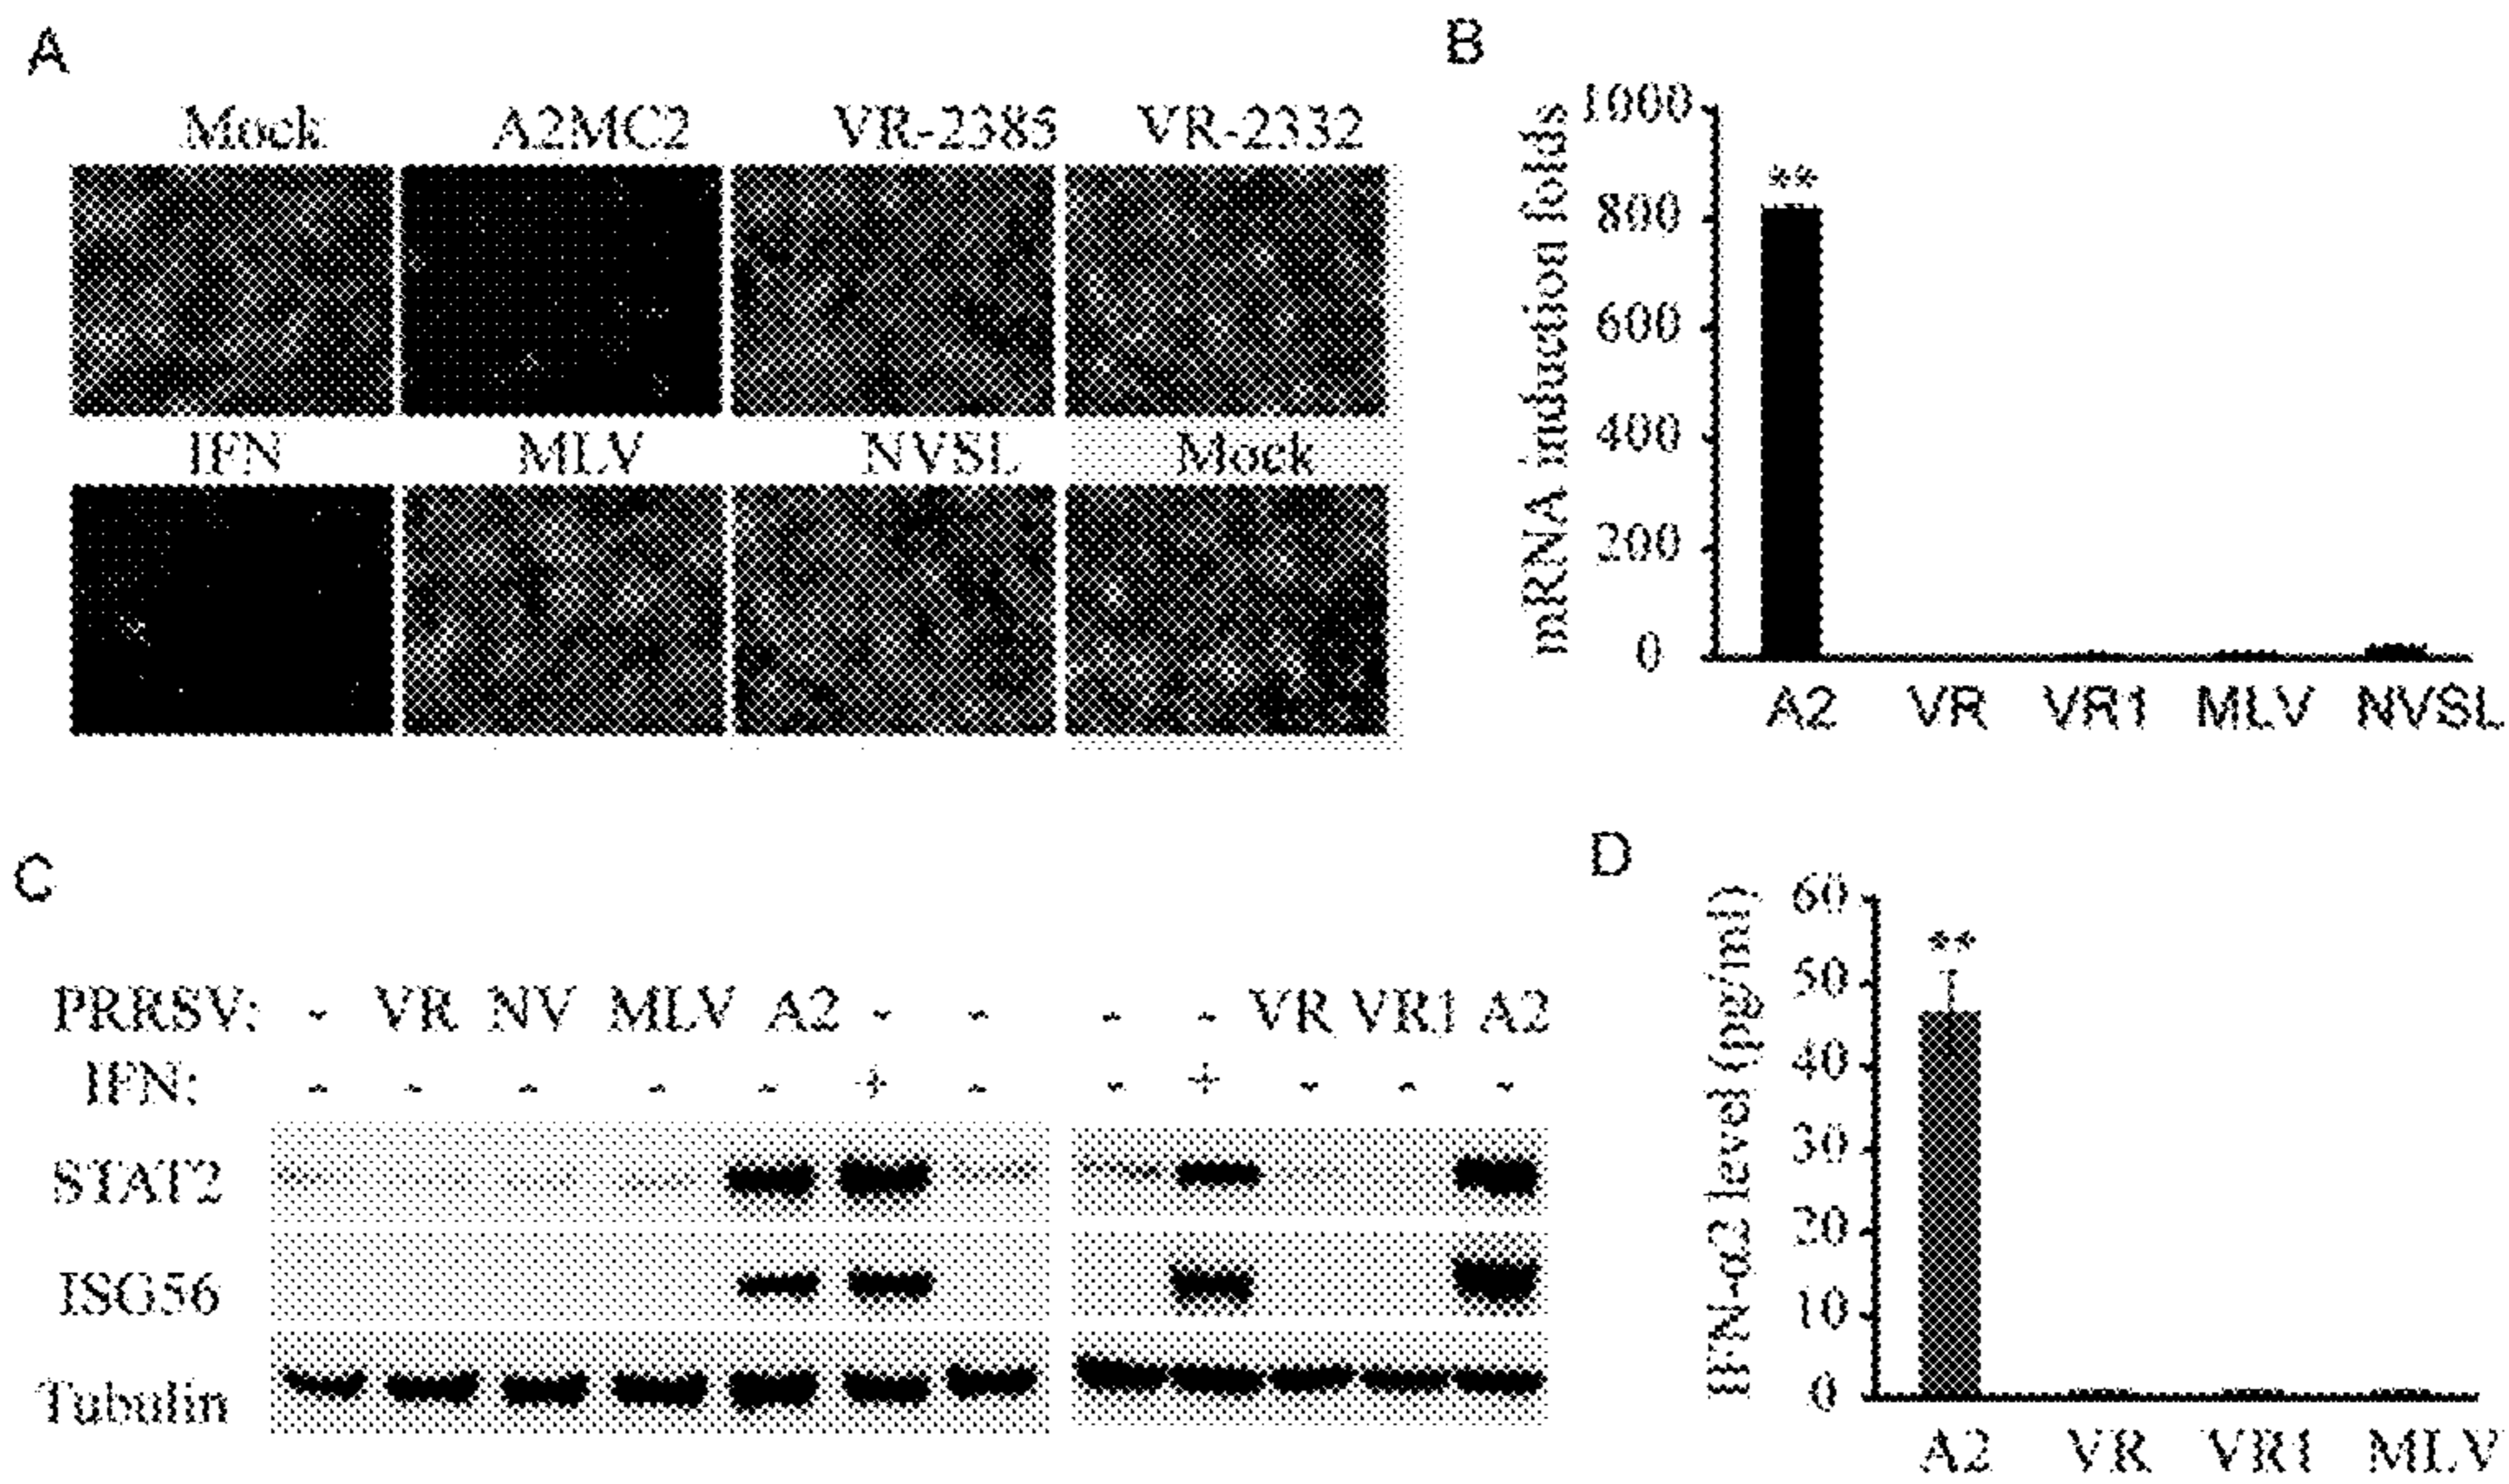 A
Mock A2MC2 VR-2385 VR-2332
IFN MLV NVSL Mock
B
mRNA induction folds
1000
800
600
400
200
0
**
A2 VR VR1 MLV NVSL
C
PRRSV: - VR NV MLV A2 - - - - VR VR1 A2
IFN: - - - - - + - - + - - -
STAT2
ISG56
Tubulin
D
IFN-α2 level (pg/ml)
60
50
40
30
20
10
0
**
A2 VR VR1 MLV